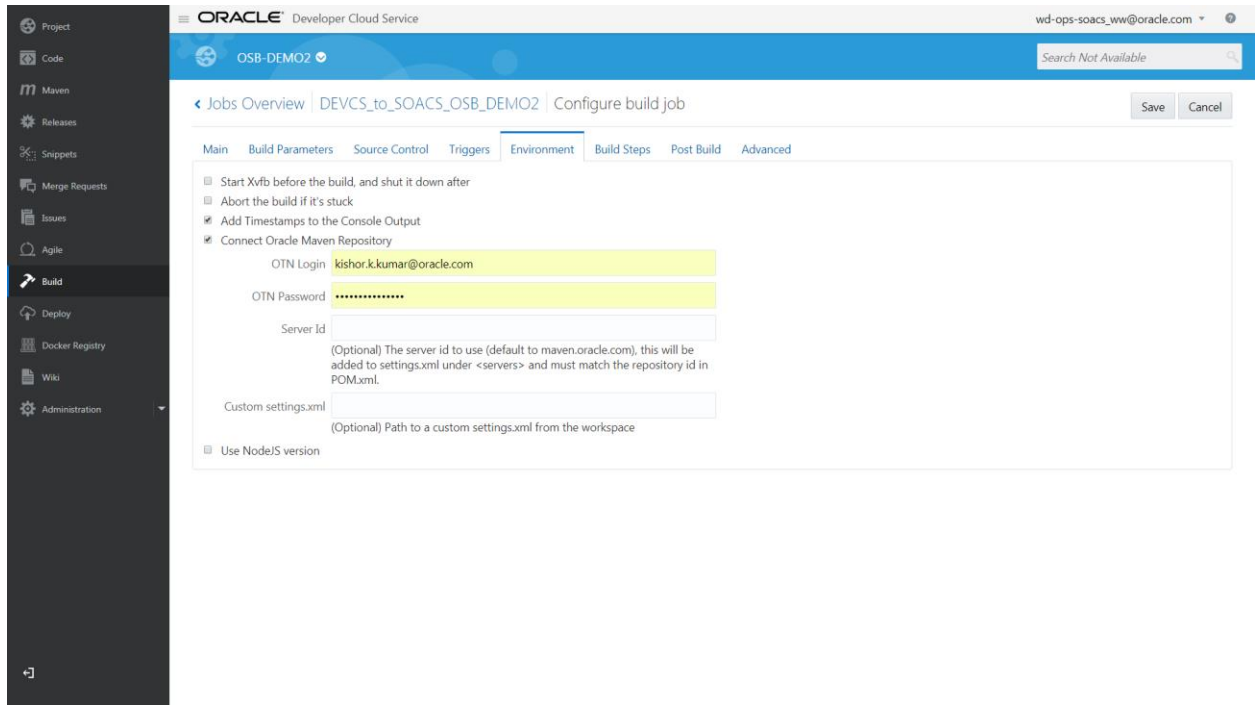 Project
Code
Maven
Releases
Snippets
Merge Requests
Issues
Agile
Build
Deploy
Docker Registry
Wiki
Administration
ORACLE® Developer Cloud Service
wd-ops-soacs_ww@oracle.com
OSB-DEMO2
Search Not Available
Jobs Overview DEVCS_to_SOACS_OSB_DEMO2 Configure build job
Save Cancel
Main Build Parameters Source Control Triggers Environment Build Steps Post Build Advanced
Start Xvfb before the build, and shut it down after
Abort the build if it's stuck
Add Timestamps to the Console Output
Connect Oracle Maven Repository
OTN Login kishor.k.kumar@oracle.com
OTN Password •••••••••••••••
Server Id
(Optional) The server id to use (default to maven.oracle.com), this will be
added to settings.xml under <servers> and must match the repository id in
POM.xml.
Custom settings.xml
(Optional) Path to a custom settings.xml from the workspace
Use NodeJS version